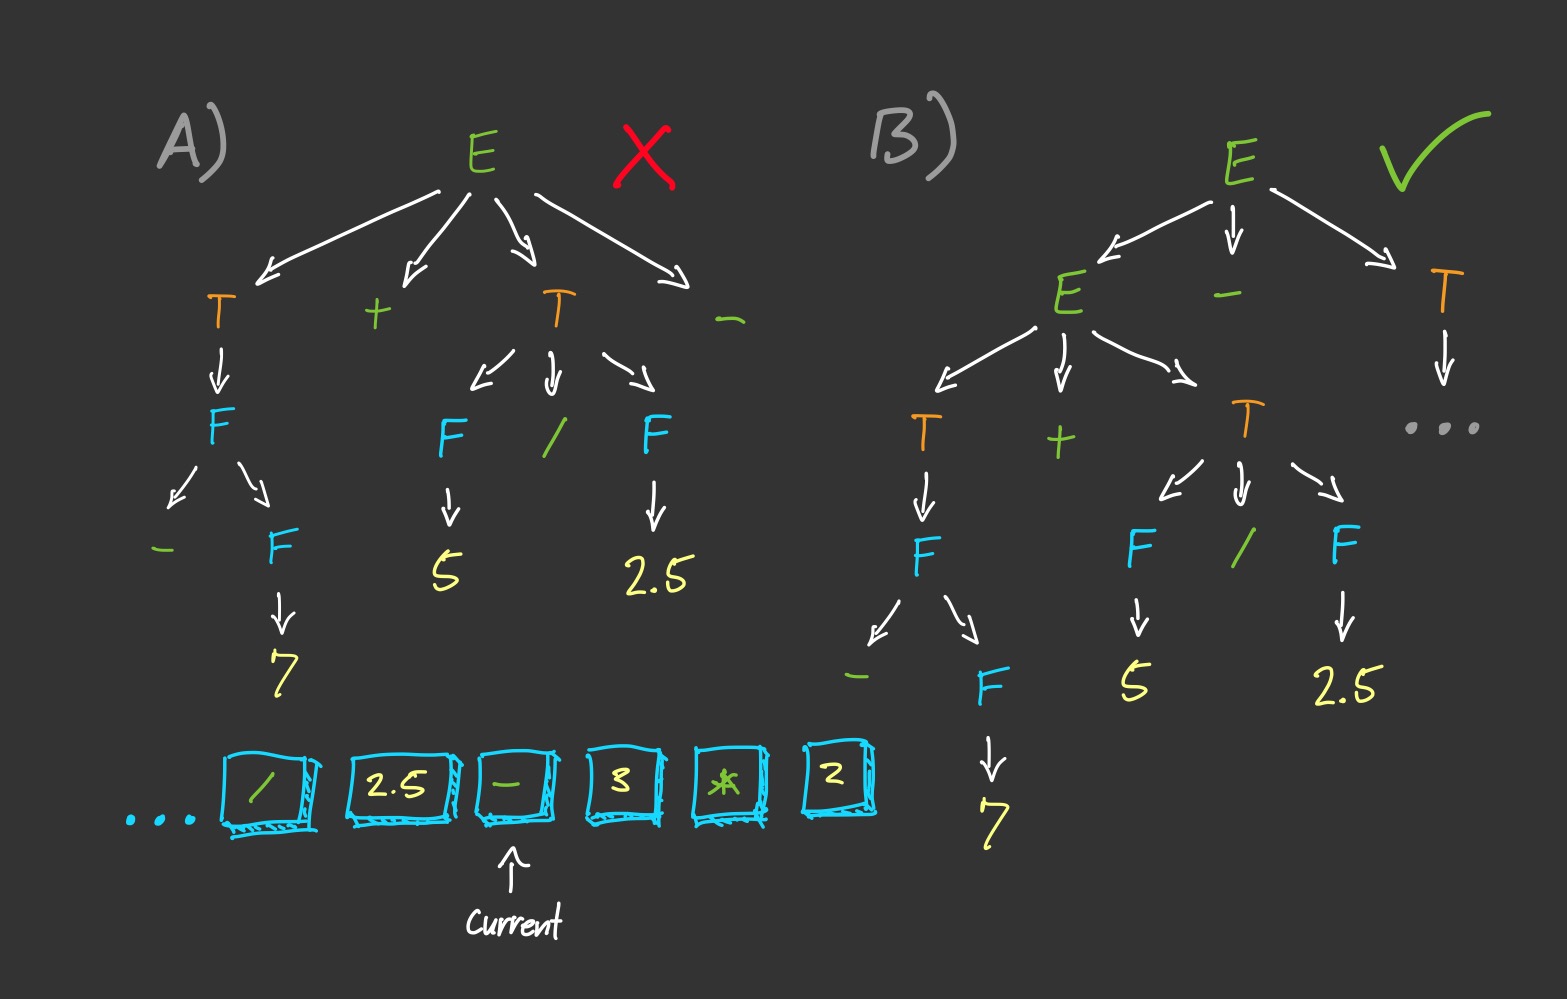 A)
E
X
T + T -
F
F / F
- F
5 2.5
7
B)
E
E - T
T + T
...
F
F / F
- F
5 2.5
7
... / 2.5 - 3 * 2
Current